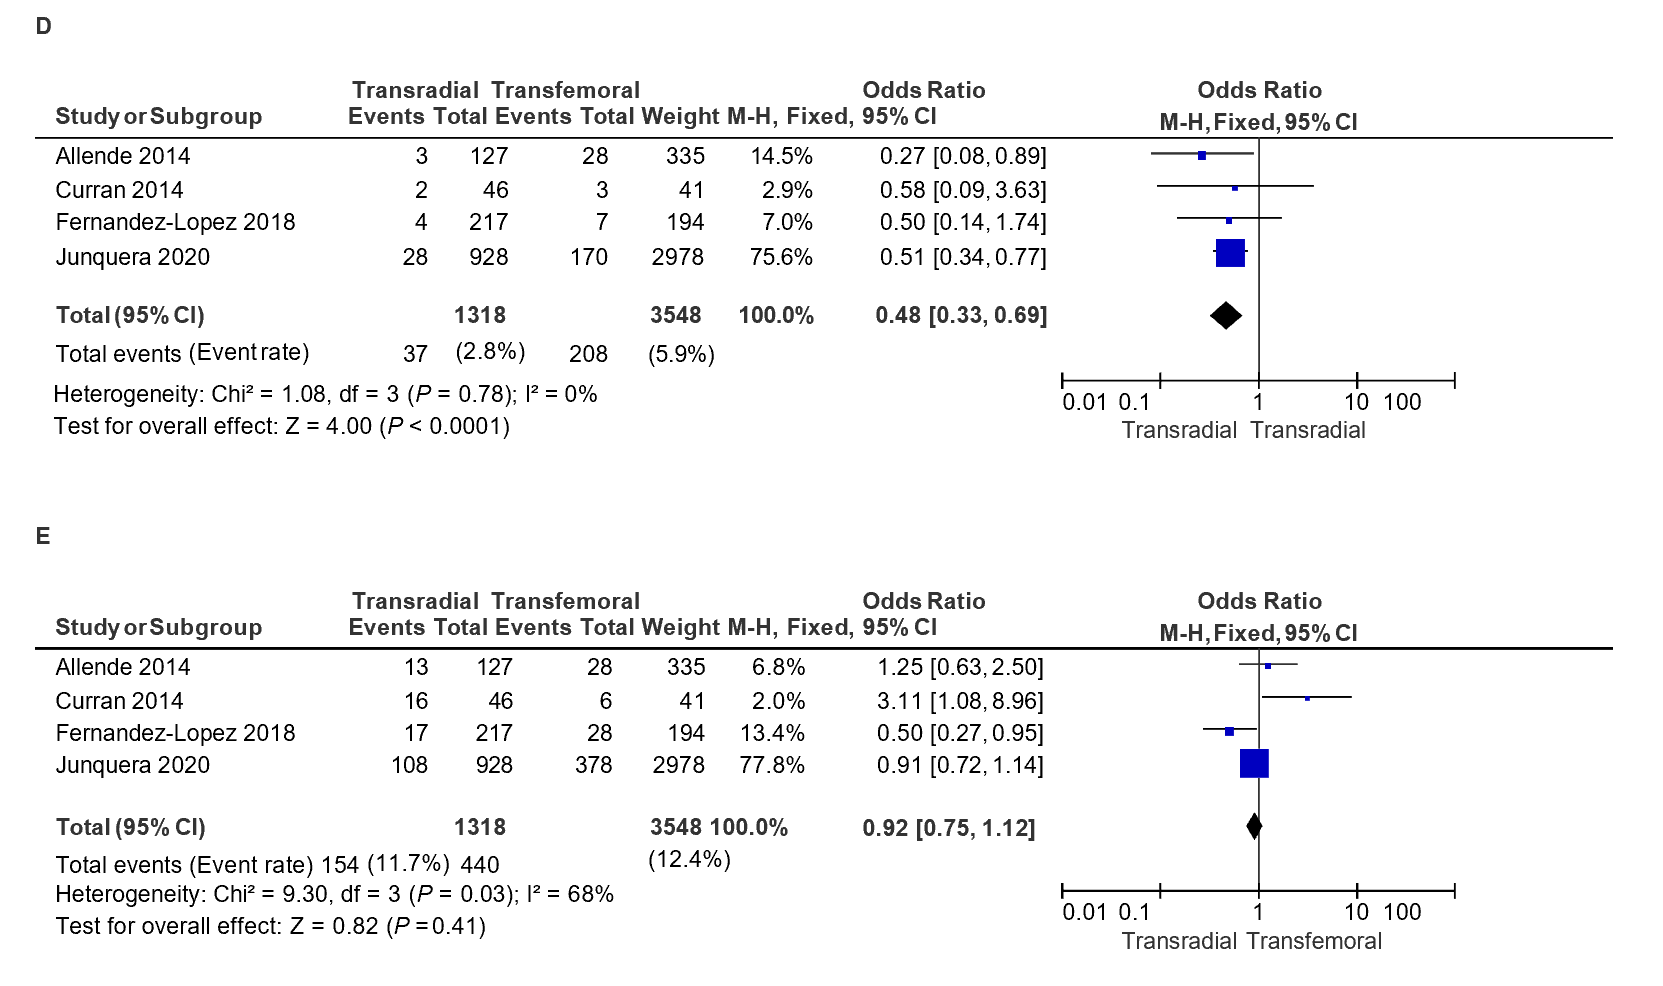 D
Transradial Transfemoral Odds Ratio Odds Ratio
Study or Subgroup Events Total Events Total Weight M-H, Fixed, 95% CI M-H, Fixed, 95% CI
Allende 2014 3 127 28 335 14.5% 0.27 [0.08, 0.89]
Curran 2014 2 46 3 41 2.9% 0.58 [0.09, 3.63]
Fernandez-Lopez 2018 4 217 7 194 7.0% 0.50 [0.14, 1.74]
Junquera 2020 28 928 170 2978 75.6% 0.51 [0.34, 0.77]
Total (95% CI) 1318 3548 100.0% 0.48 [0.33, 0.69]
Total events (Event rate) 37 (2.8%) 208 (5.9%)
Heterogeneity: Chi² = 1.08, df = 3 (P = 0.78); I² = 0%
0.01 0.1 1 10 100
Test for overall effect: Z = 4.00 (P < 0.0001)
Transradial Transradial
E
Transradial Transfemoral Odds Ratio Odds Ratio
Study or Subgroup Events Total Events Total Weight M-H, Fixed, 95% CI M-H, Fixed, 95% CI
Allende 2014 13 127 28 335 6.8% 1.25 [0.63, 2.50]
Curran 2014 16 46 6 41 2.0% 3.11 [1.08, 8.96]
Fernandez-Lopez 2018 17 217 28 194 13.4% 0.50 [0.27, 0.95]
Junquera 2020 108 928 378 2978 77.8% 0.91 [0.72, 1.14]
Total (95% CI) 1318 3548 100.0% 0.92 [0.75, 1.12]
Total events (Event rate) 154 (11.7%) 440 (12.4%)
Heterogeneity: Chi² = 9.30, df = 3 (P = 0.03); I² = 68%
0.01 0.1 1 10 100
Test for overall effect: Z = 0.82 (P = 0.41)
Transradial Transfemoral